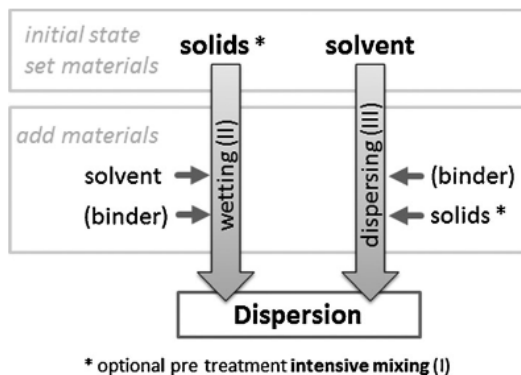 initial state
set materials
solids *
solvent
add materials
wetting (II)
dispersing (III)
solvent
(binder)
(binder)
solids *
Dispersion
* optional pre treatment intensive mixing (I)